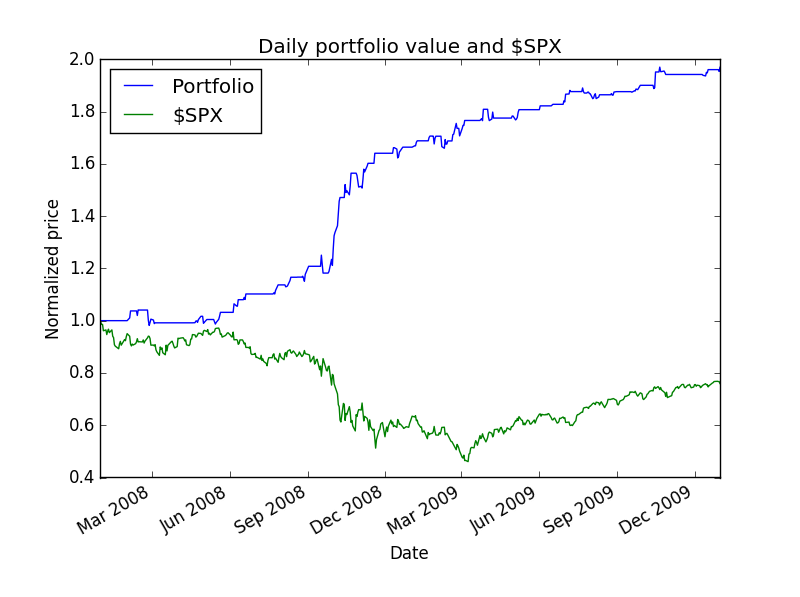 Daily portfolio value and $SPX
2.0
1.8
1.6
1.4
1.2
1.0
0.8
0.6
0.4
Normalized price
Portfolio
$SPX
Mar 2008
Jun 2008
Sep 2008
Dec 2008
Mar 2009
Jun 2009
Sep 2009
Dec 2009
Date